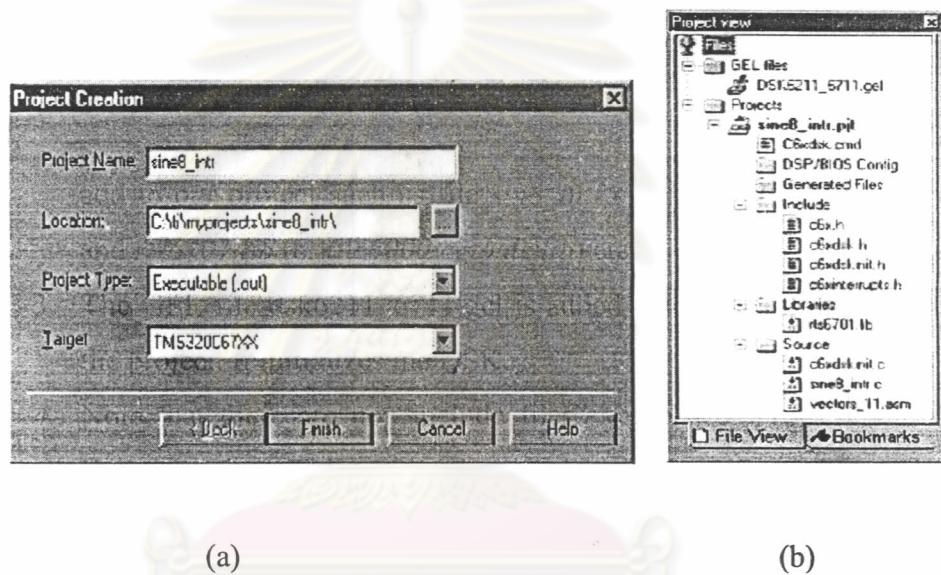 Project Creation
Project Name:
sine8_intr
Location:
C:\ti\myprojects\sine8_intr\
...
Project Type:
Executable (.out)
Target
TMS320C67XX
< Back
Finish
Cancel
Help
(a)
Project view
Files
GEL files
DSK6211_6711.gel
Projects
sine8_intr.pjt
C6xdsk.cmd
DSP/BIOS Config
Generated Files
Include
c6x.h
c6xdsk.h
c6xdskinit.h
c6xinterrupts.h
Libraries
rts6701.lib
Source
c6xdskinit.c
sine8_intr.c
vectors_11.asm
File View
Bookmarks
(b)